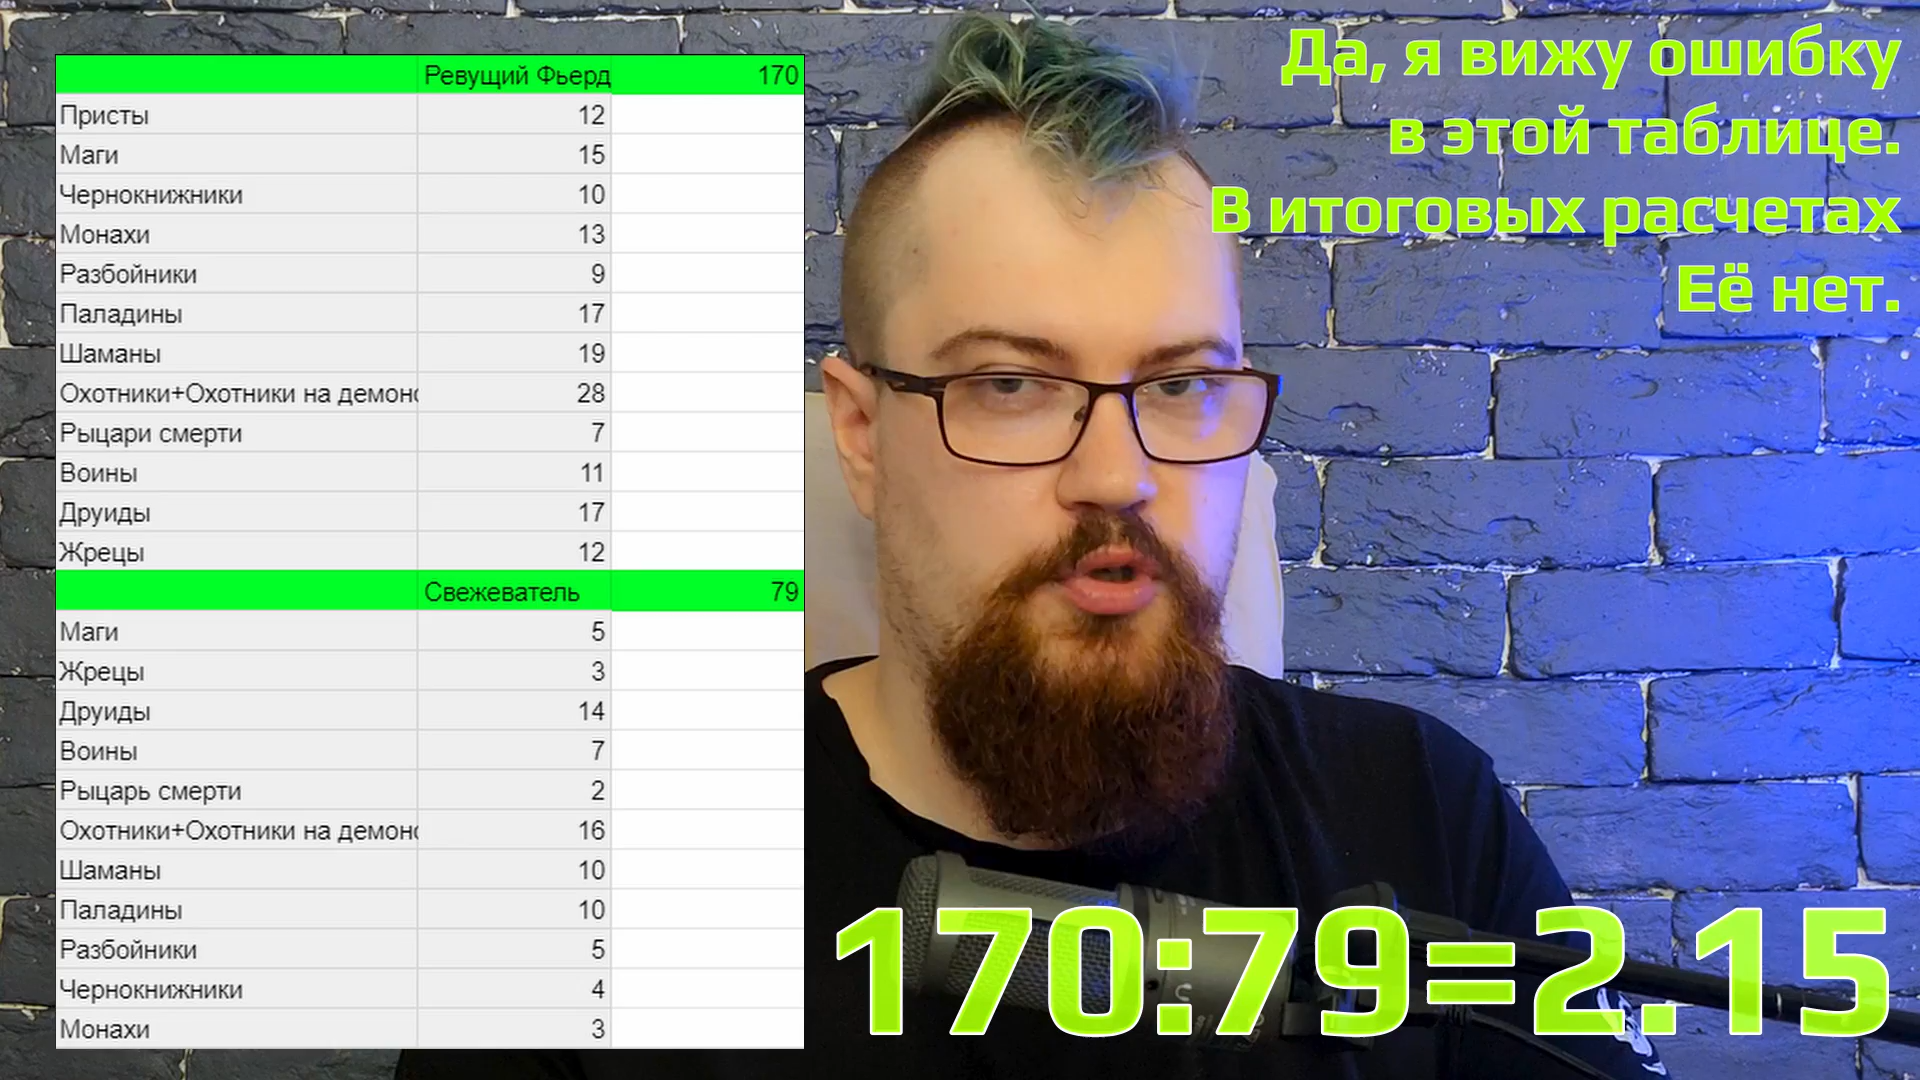 Ревущий Фьерд 170
Присты 12
Маги 15
Чернокнижники 10
Монахи 13
Разбойники 9
Паладины 17
Шаманы 19
Охотники+Охотники на демоно 28
Рыцари смерти 7
Воины 11
Друиды 17
Жрецы 12
Свежеватель 79
Маги 5
Жрецы 3
Друиды 14
Воины 7
Рыцарь смерти 2
Охотники+Охотники на демоно 16
Шаманы 10
Паладины 10
Разбойники 5
Чернокнижники 4
Монахи 3
Да, я вижу ошибку
в этой таблице.
В итоговых расчетах
Её нет.
170:79=2.15